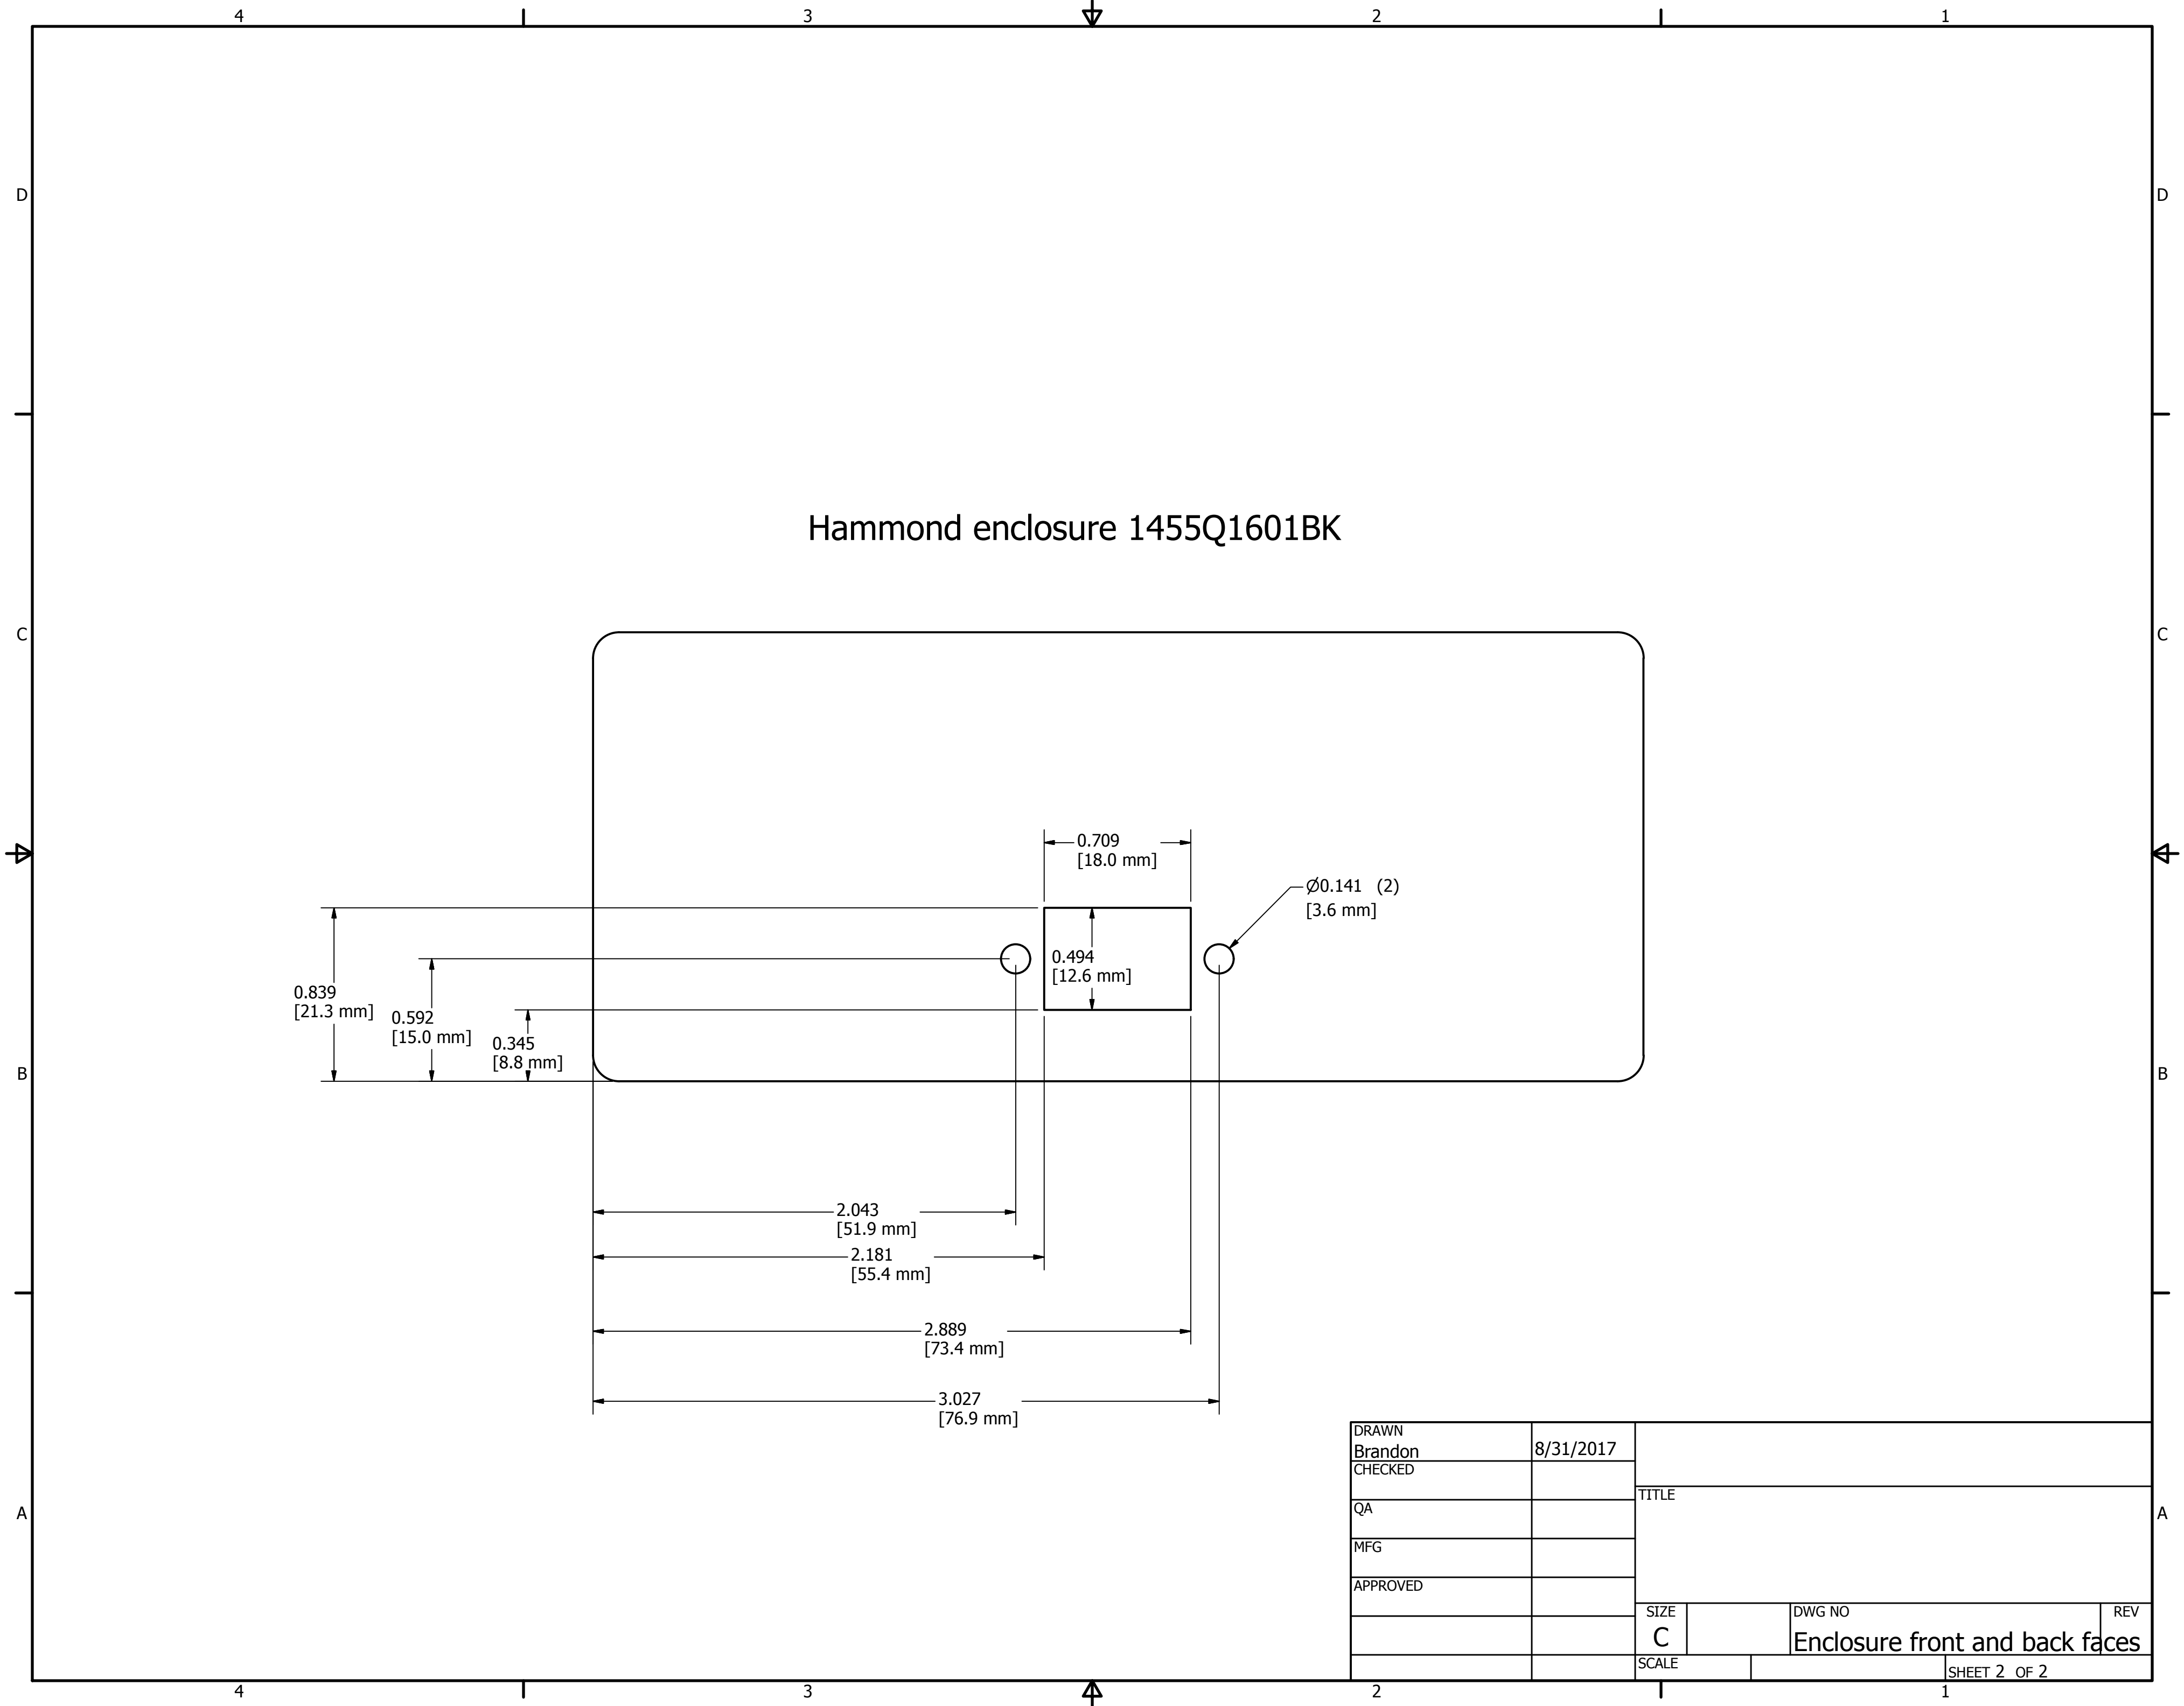 4 3 2 1
D D
Hammond enclosure 1455Q1601BK
C C
0.709
[18.0 mm]
Ø0.141 (2)
[3.6 mm]
0.494
[12.6 mm]
0.839
[21.3 mm]
0.592
[15.0 mm]
0.345
[8.8 mm]
B B
2.043
[51.9 mm]
2.181
[55.4 mm]
2.889
[73.4 mm]
3.027
[76.9 mm]
A A
DRAWN
Brandon 8/31/2017
CHECKED
TITLE
QA
MFG
APPROVED
SIZE DWG NO REV
C Enclosure front and back faces
SCALE
SHEET 2 OF 2
4 3 2 1